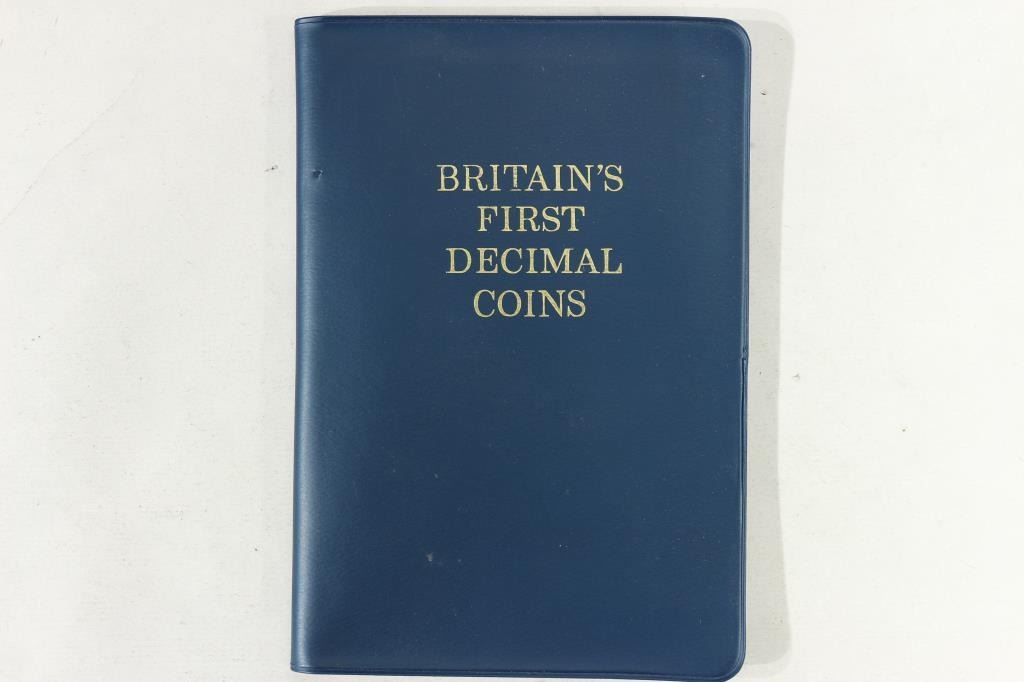 BRITAIN'S
FIRST
DECIMAL
COINS